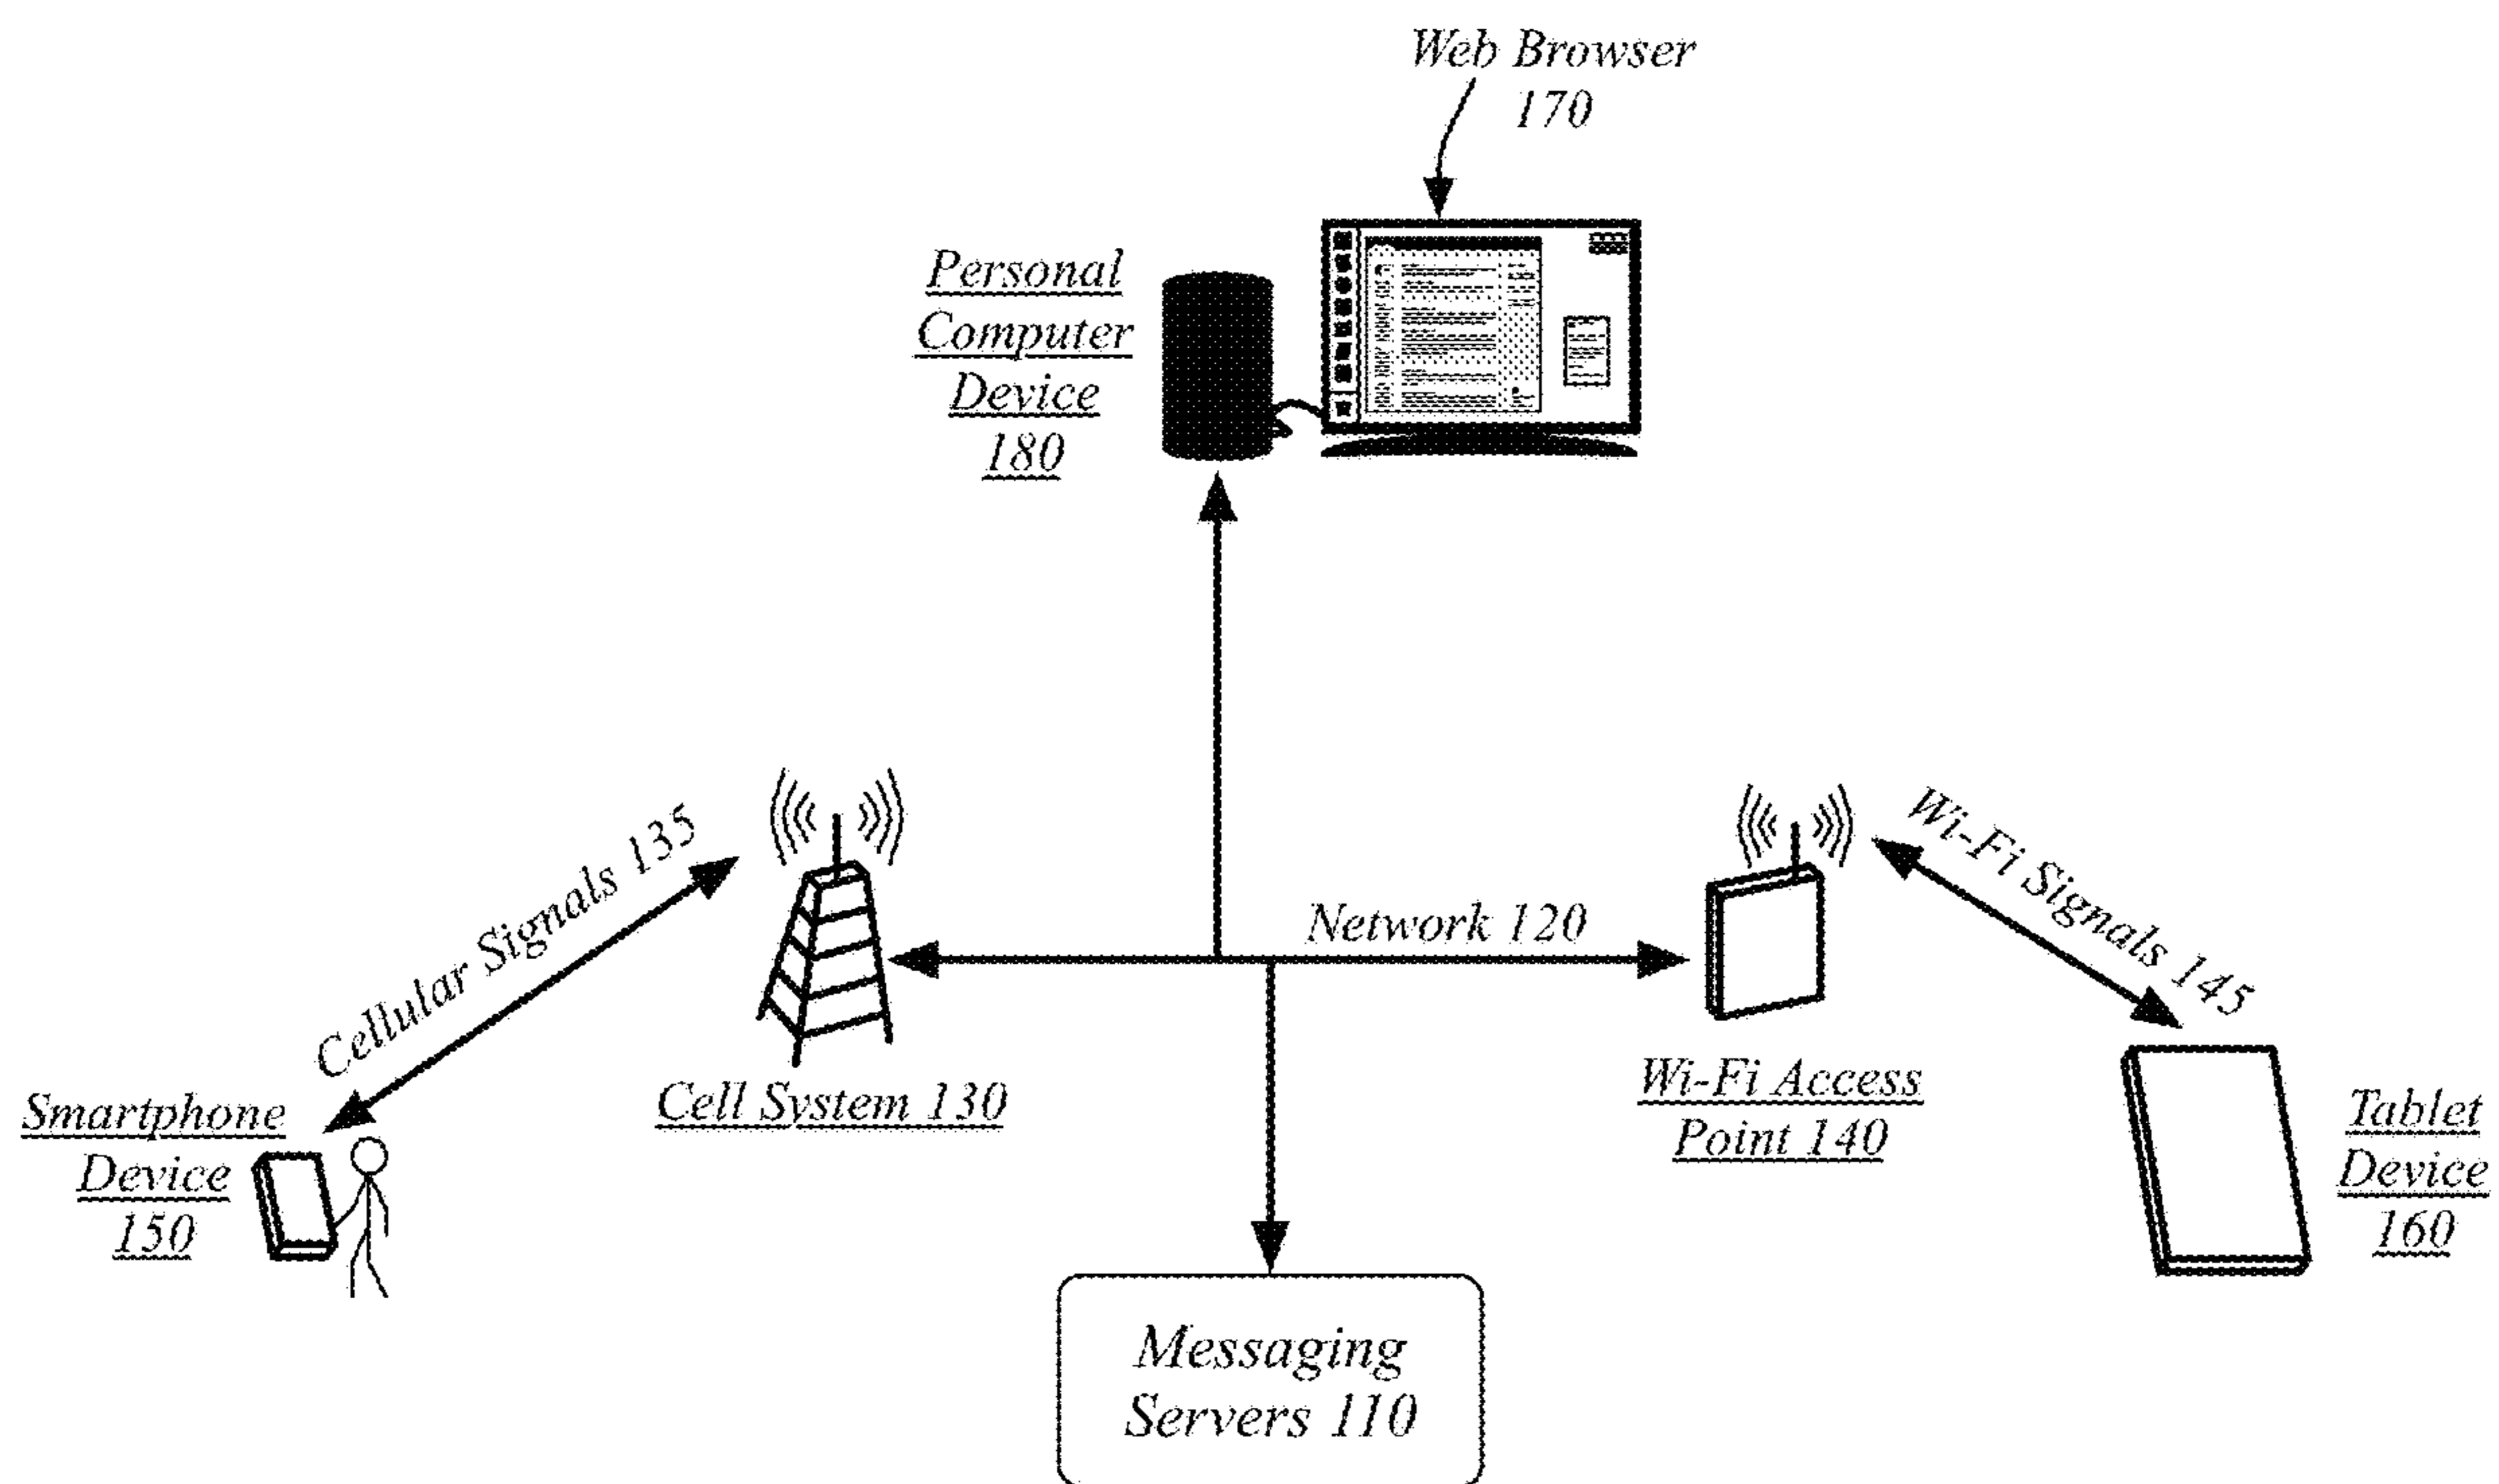 Web Browser
170
Personal
Computer
Device
180
Cellular Signals 135
Wi-Fi Signals 145
Network 120
Smartphone
Device
150
Cell System 130
Wi-Fi Access
Point 140
Tablet
Device
160
Messaging
Servers 110